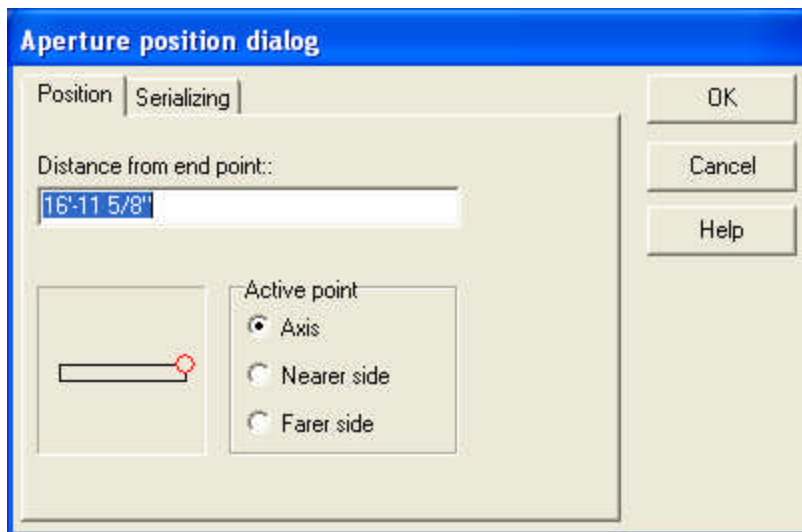 Aperture position dialog
Position
Serializing
OK
Distance from end point::
Cancel
16'-11 5/8"
Help
Active point
Axis
Nearer side
Farer side